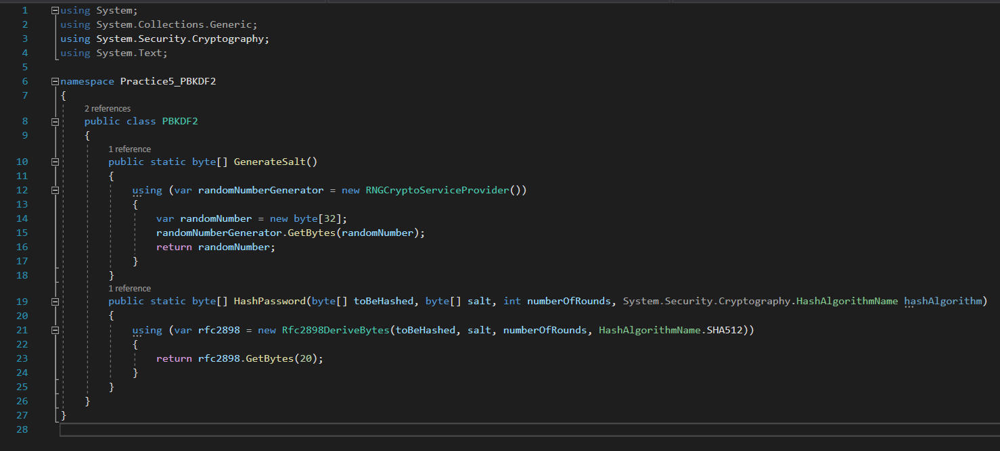 1 using System;
2 using System.Collections.Generic;
3 using System.Security.Cryptography;
4 using System.Text;
5
6 namespace Practice5_PBKDF2
7 {
2 references
8 public class PBKDF2
9 {
1 reference
10 public static byte[] GenerateSalt()
11 {
12 using (var randomNumberGenerator = new RNGCryptoServiceProvider())
13 {
14 var randomNumber = new byte[32];
15 randomNumberGenerator.GetBytes(randomNumber);
16 return randomNumber;
17 }
18 }
1 reference
19 public static byte[] HashPassword(byte[] toBeHashed, byte[] salt, int numberOfRounds, System.Security.Cryptography.HashAlgorithmName hashAlgorithm)
20 {
21 using (var rfc2898 = new Rfc2898DeriveBytes(toBeHashed, salt, numberOfRounds, HashAlgorithmName.SHA512))
22 {
23 return rfc2898.GetBytes(20);
24 }
25 }
26 }
27 }
28